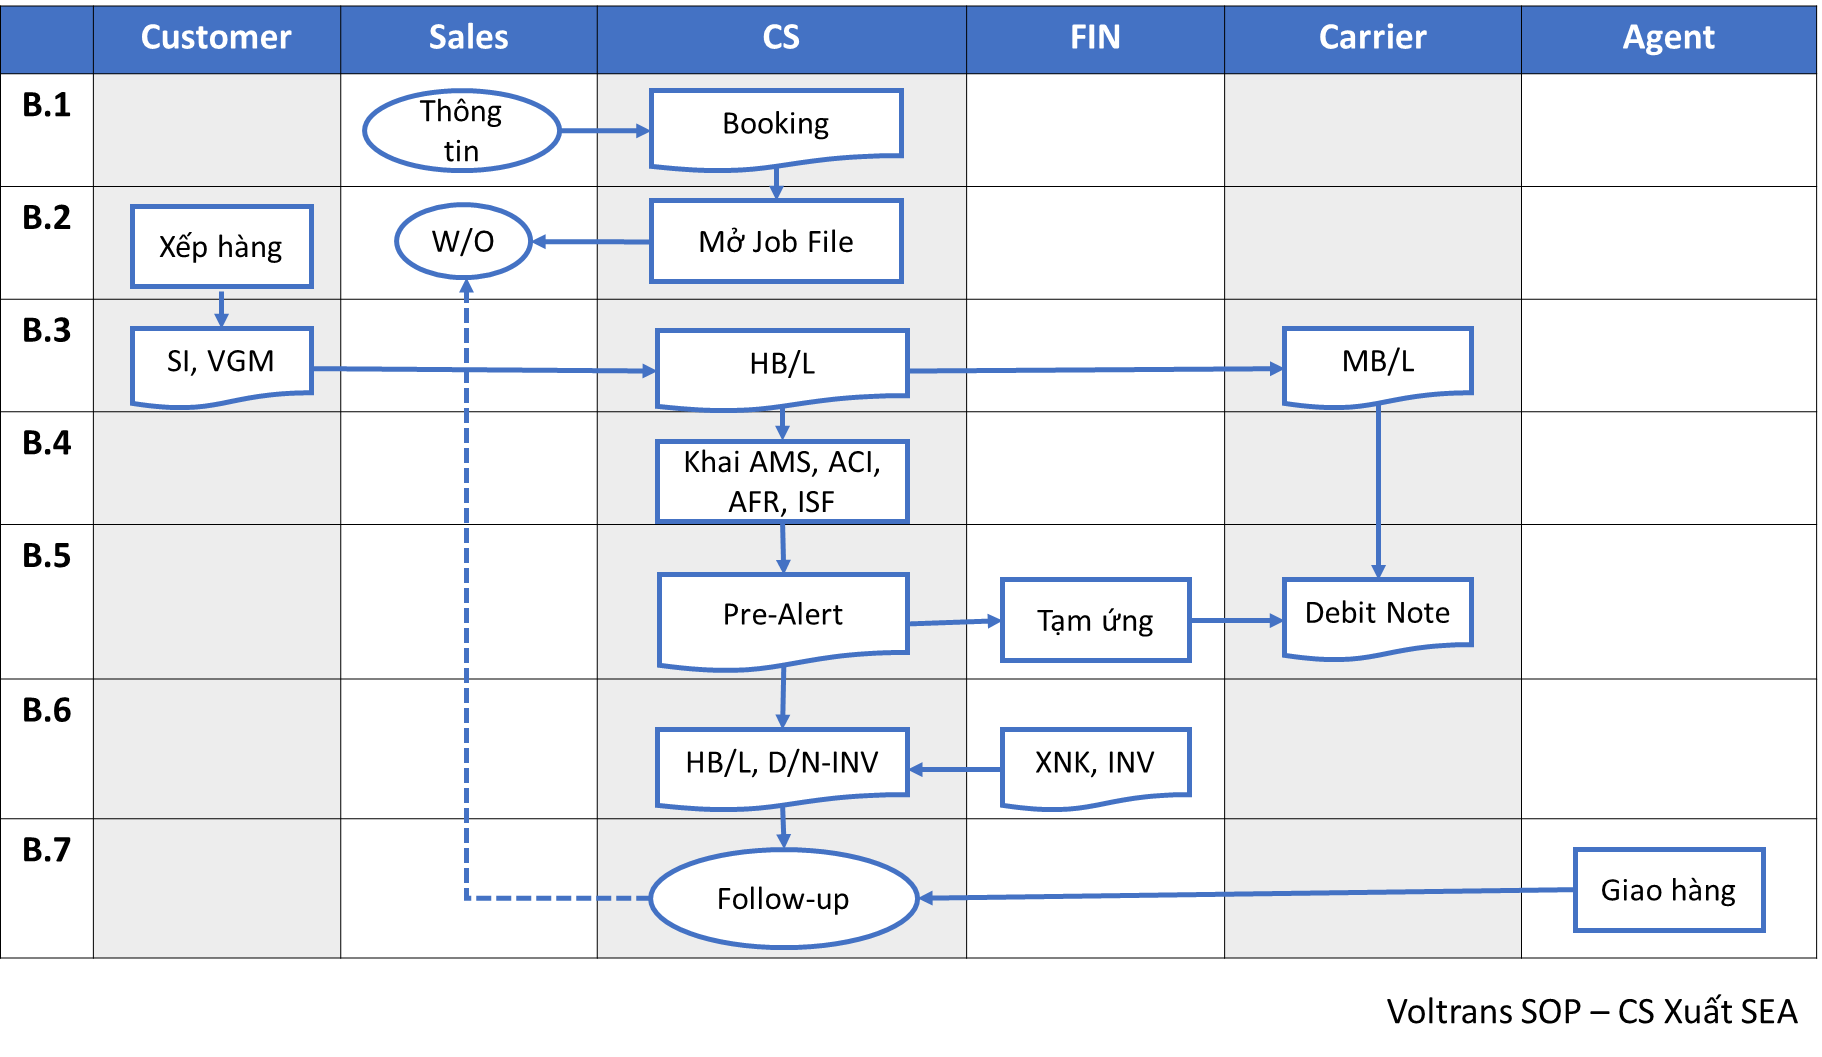 Customer
Sales
CS
FIN
Carrier
Agent
B.1
Thông
tin
Booking
B.2
Xếp hàng
W/O
Mở Job File
B.3
SI, VGM
HB/L
MB/L
B.4
Khai AMS, ACI,
AFR, ISF
B.5
Pre-Alert
Tạm ứng
Debit Note
B.6
HB/L, D/N-INV
XNK, INV
B.7
Follow-up
Giao hàng
Voltrans SOP – CS Xuất SEA